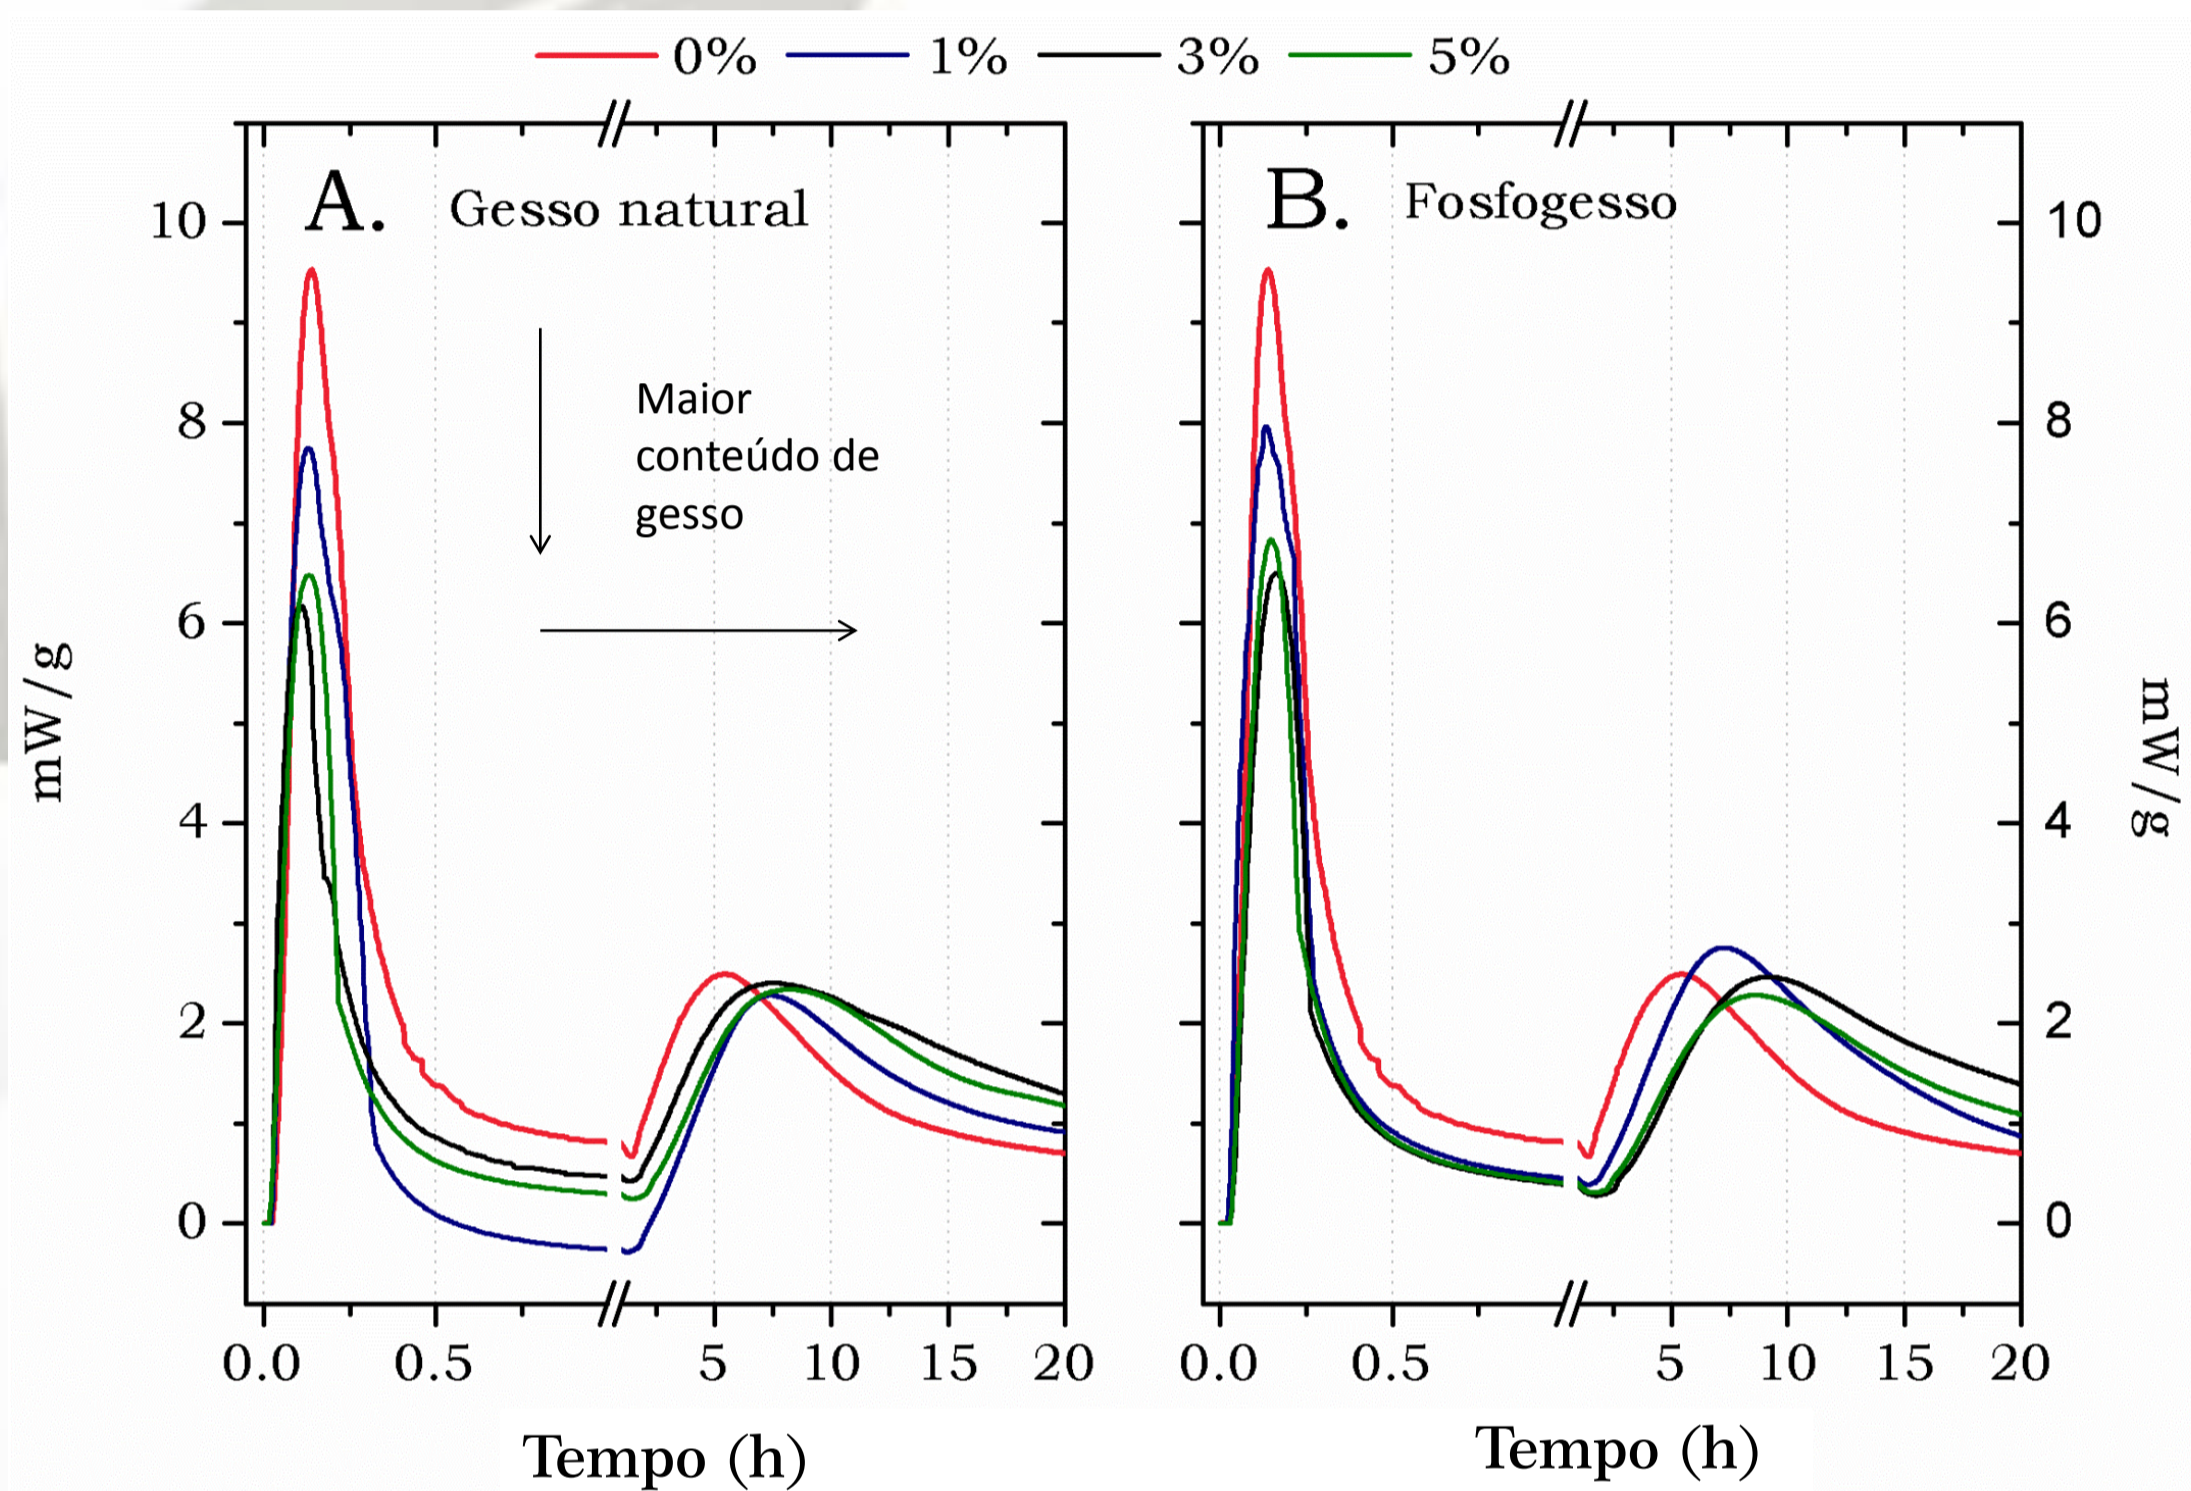 0% 1% 3% 5%
A. Gesso natural
B. Fosfogesso
Maior
conteúdo de
gesso
10
8
6
4
2
0
mW/g
10
8
6
4
2
0
mW/g
0.0 0.5 5 10 15 20
0.0 0.5 5 10 15 20
Tempo (h)
Tempo (h)